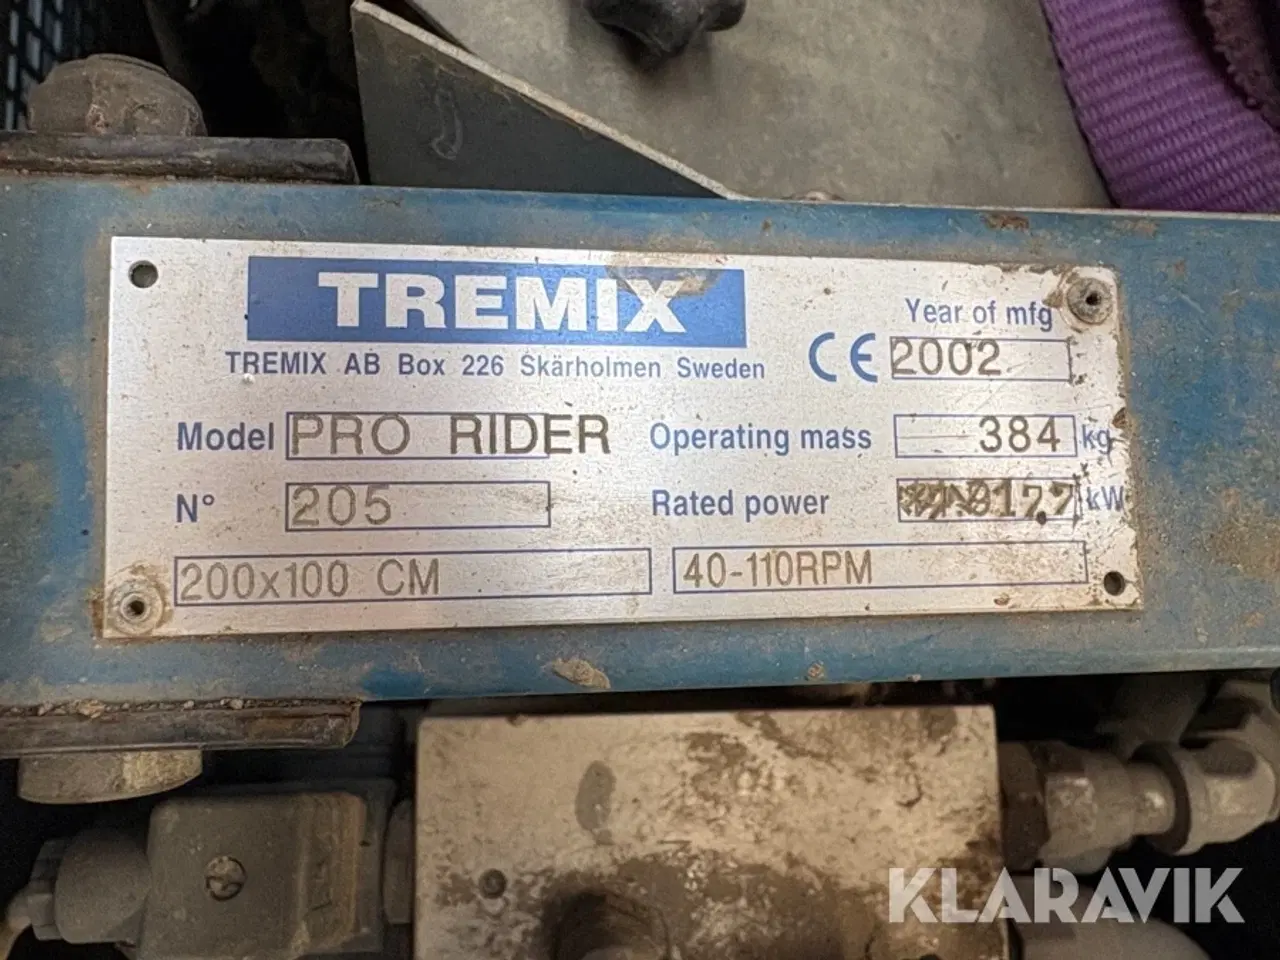 TREMIX
TREMIX AB Box 226 Skärholmen Sweden
CE
Year of mfg
2002
Model PRO RIDER
Operating mass 384 kg
N° 205
Rated power kW
200x100 CM
40-110RPM
KLARAVIK